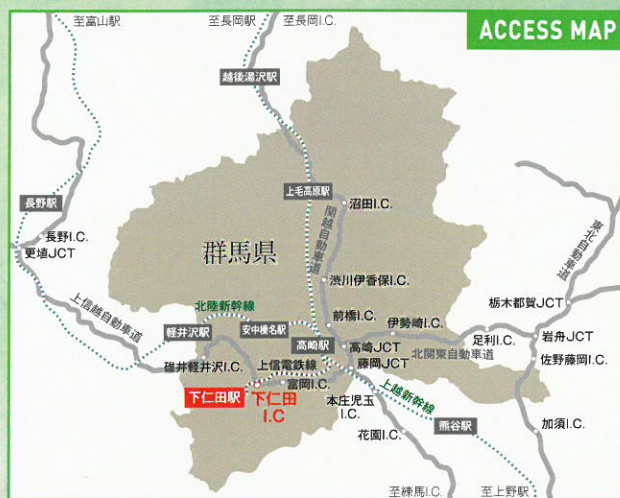 至富山駅
至長岡駅
至長岡I.C.
ACCESS MAP
越後湯沢駅
長野駅
長野I.C.
更埴JCT
上毛高原駅
沼田I.C.
関越自動車道
東北自動車道
群馬県
渋川伊香保I.C.
上信越自動車道
北陸新幹線
軽井沢駅
安中榛名駅
前橋I.C.
伊勢崎I.C.
栃木都賀JCT
高崎駅
高崎JCT
足利I.C.
岩舟JCT
碓井軽井沢I.C.
上信電鉄線
藤岡JCT
北関東自動車道
佐野藤岡I.C.
下仁田駅
下仁田
I.C
富岡I.C.
本庄児玉
I.C.
上越新幹線
熊谷駅
花園I.C.
加須I.C.
至練馬I.C.
至上野駅